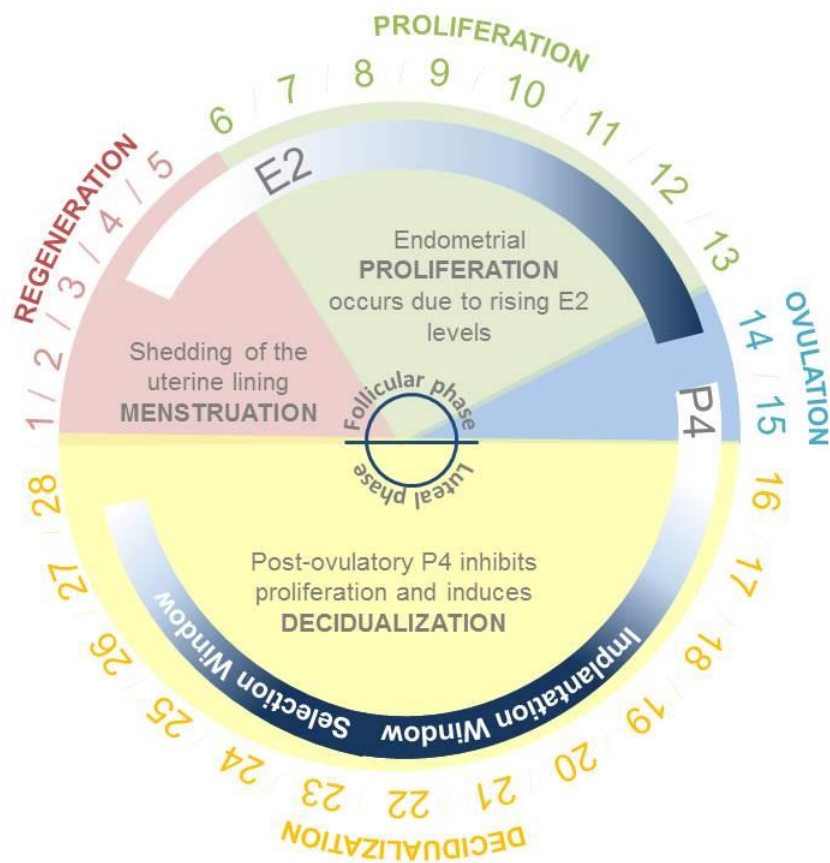 PROLIFERATION
6 / 7 / 8 / 9 / 10 / 11 / 12 / 13
REGENERATION
1 / 2 / 3 / 4 / 5
OVULATION
14 / 15
E2
P4
Endometrial
PROLIFERATION
occurs due to rising E2
levels
Shedding of the
uterine lining
MENSTRUATION
Follicular phase
Luteal phase
Post-ovulatory P4 inhibits
proliferation and induces
DECIDUALIZATION
Implantation Window
Selection Window
16 / 17 / 18 / 19 / 20 / 21 / 22 / 23 / 24 / 25 / 26 / 27 / 28
DECIDUALIZATION